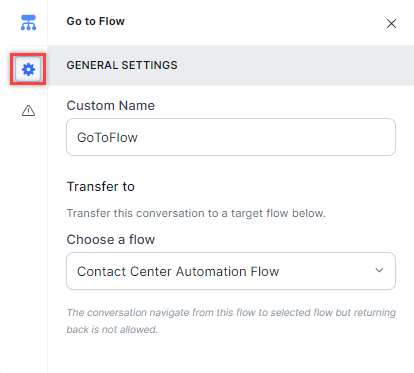 Go to Flow
GENERAL SETTINGS
Custom Name
GoToFlow
Transfer to
Transfer this conversation to a target flow below.
Choose a flow
Contact Center Automation Flow
The conversation navigate from this flow to selected flow but returning
back is not allowed.